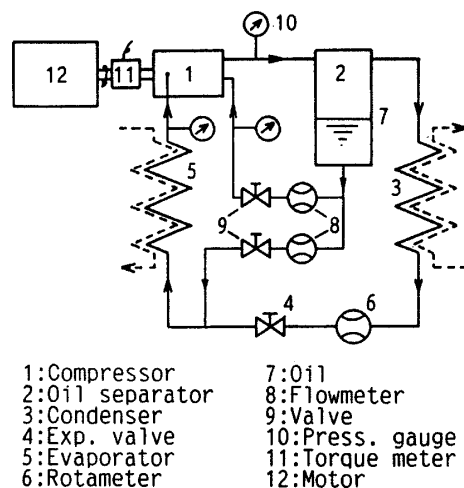 10
12
11
1
2
7
5
3
9
8
4
6
1:Compressor
2:Oil separator
3:Condenser
4:Exp. valve
5:Evaporator
6:Rotameter
7:Oil
8:Flowmeter
9:Valve
10:Press. gauge
11:Torque meter
12:Motor